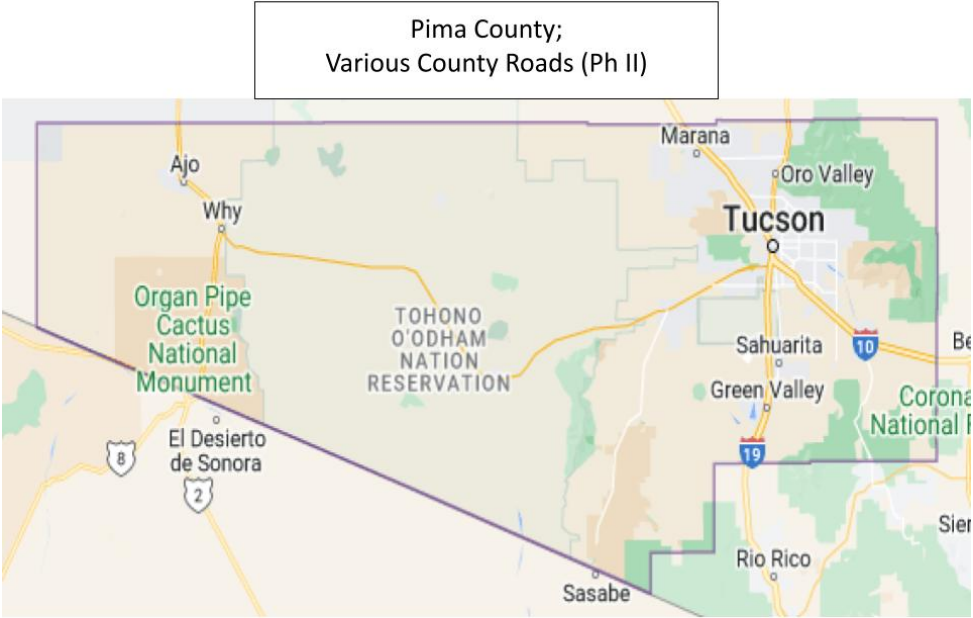 Pima County;
Various County Roads (Ph II)
Marana
Ajo
Oro Valley
Why
Tucson
Organ Pipe
Cactus
National
Monument
TOHONO
O'ODHAM
NATION
RESERVATION
Sahuarita
10
Be
Green Valley
Corona
National F
El Desierto
de Sonora
8
19
2
Sier
Rio Rico
Sasabe